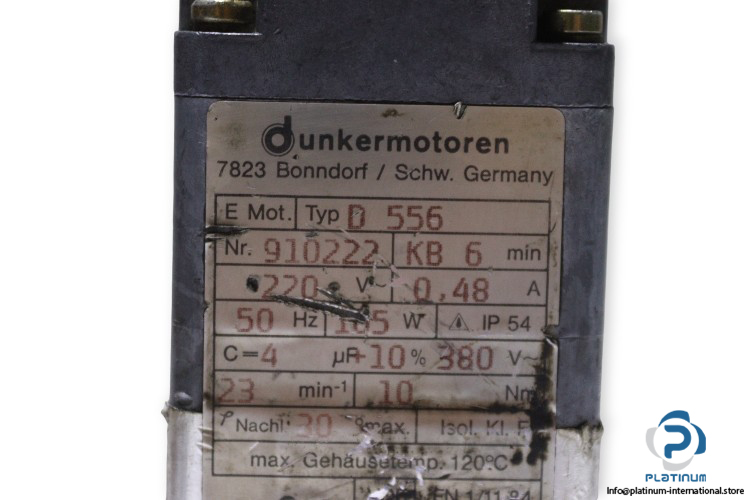 dunkermotoren
7823 Bonndorf / Schw. Germany
E Mot. Typ D 556
Nr. 910222 KB 6 min
220 V~ 0,48 A
50 Hz 165 W IP 54
C=4 µF+10% 380 V~
23 min-1 10 Nm
Nachl. 30 max. Isol. Kl. F
max. Gehäusetemp. 120°C
PLATINUM
INTERNATIONAL
Info@platinum-international.store